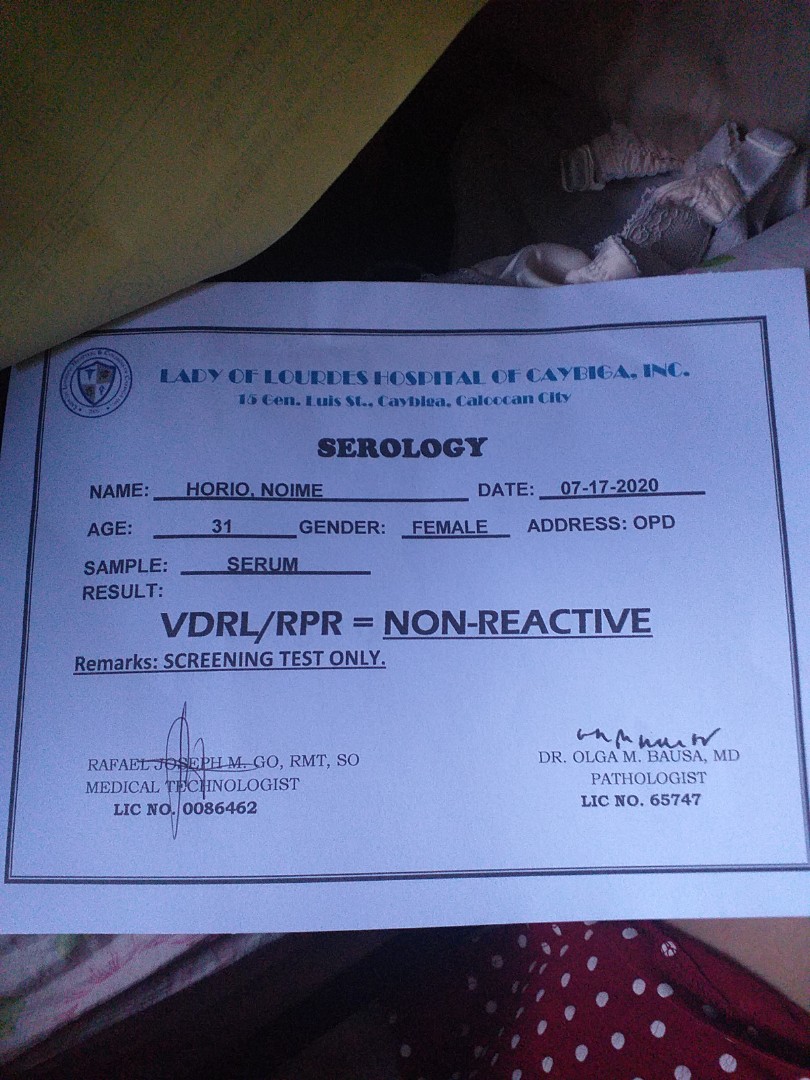 LADY OF LOURDES HOSPITAL OF CAYBIGA, INC.
15 Gen. Luis St., Caybiga, Caloocan City
SEROLOGY
NAME: HORIO, NOIME DATE: 07-17-2020
AGE: 31 GENDER: FEMALE ADDRESS: OPD
SAMPLE: SERUM
RESULT:
VDRL/RPR = NON-REACTIVE
Remarks: SCREENING TEST ONLY.
RAFAEL JOSEPH M. GO, RMT, SO
MEDICAL TECHNOLOGIST
LIC NO. 0086462
DR. OLGA M. BAUSA, MD
PATHOLOGIST
LIC NO. 65747